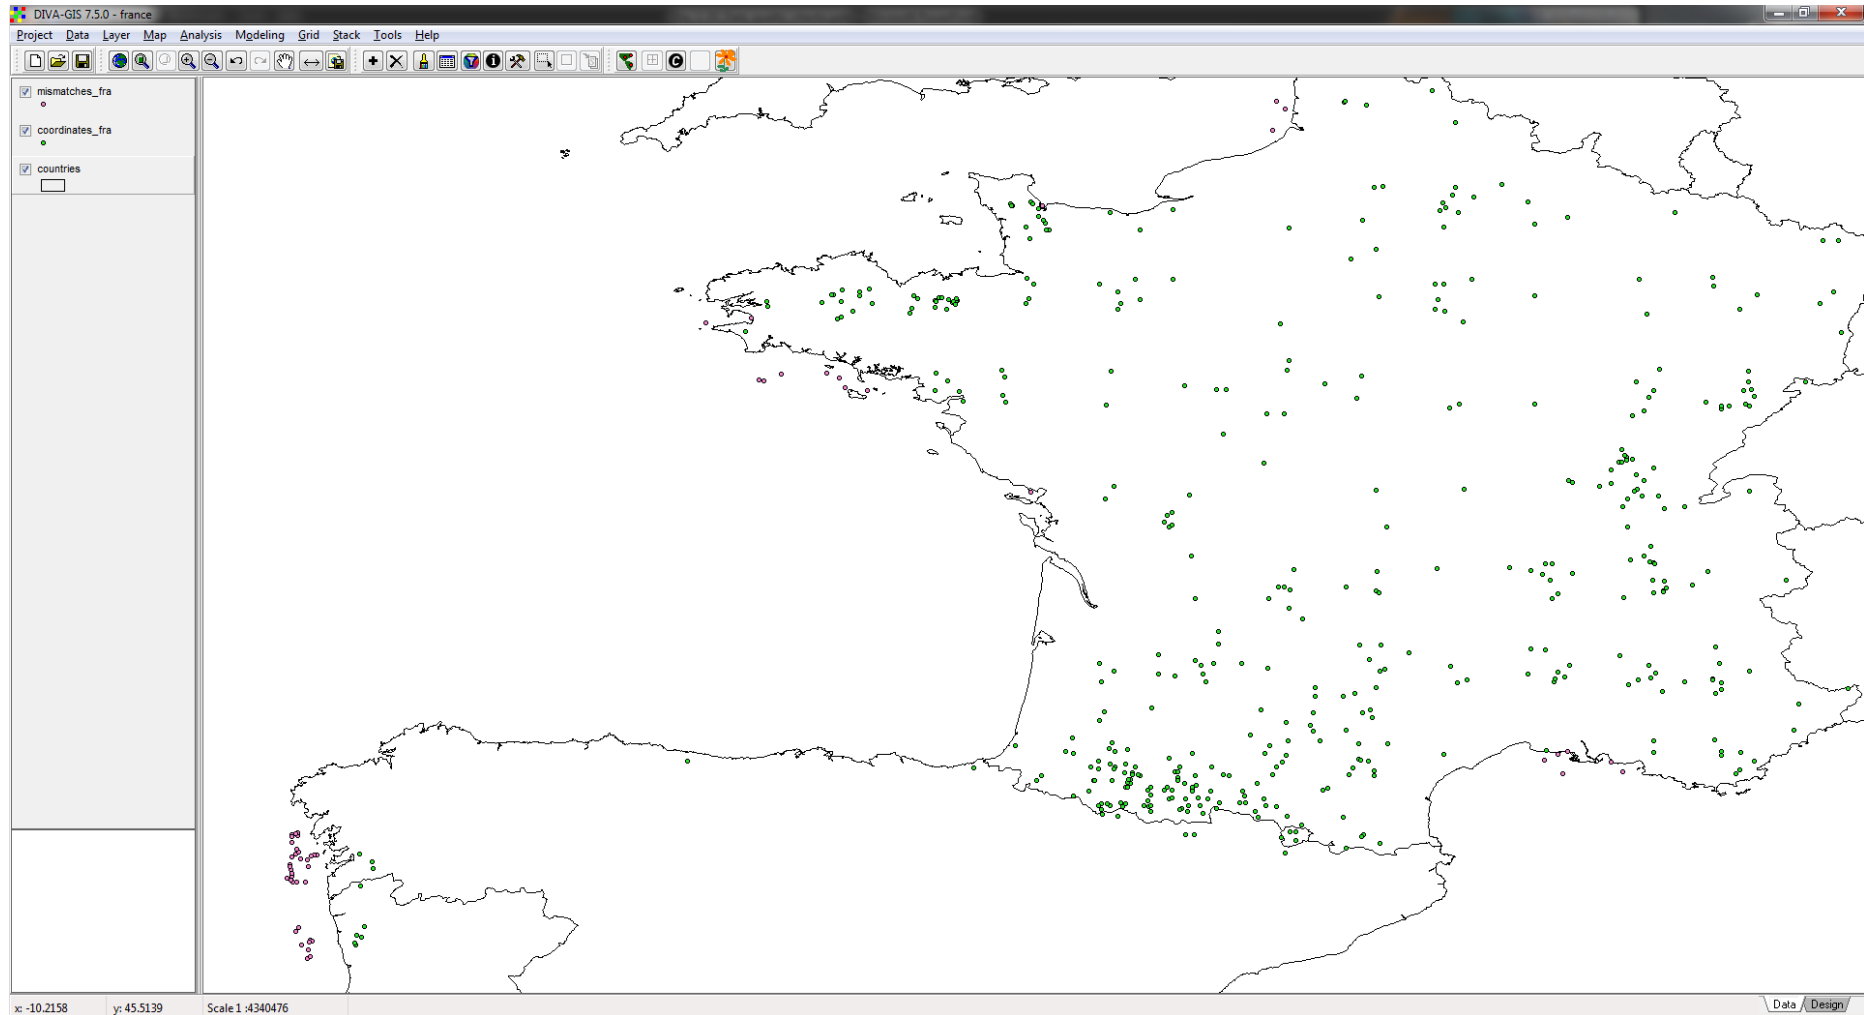 DIVA-GIS 7.5.0 - france
Project Data Layer Map Analysis Modeling Grid Stack Tools Help
mismatches_fra
coordinates_fra
countries
x: -10.2158 y: 45.5139 Scale 1 :4340476
Data Design